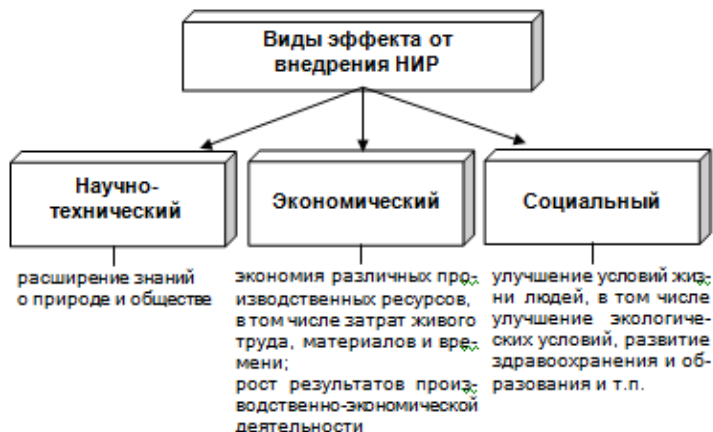 Виды эффекта от
внедрения НИР
Научно-
технический
Экономический
Социальный
расширение знаний
о природе и обществе
экономия различных про-
изводственных ресурсов,
в том числе затрат живого
труда, материалов и вре-
мени;
рост результатов произ-
водственно-экономической
деятельности
улучшение условий жиз-
ни людей, в том числе
улучшение экологиче-
ских условий, развитие
здравоохранения и об-
разования и т.п.